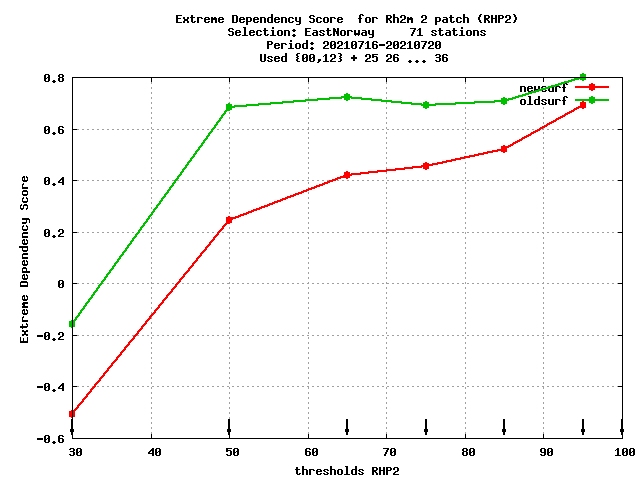 Extreme Dependency Score  for Rh2m 2 patch (RHP2)
Selection: EastNorway     71 stations
Period: 20210716-20210720
Used {00,12} + 25 26 ... 36
newsurf
oldsurf
0.8
0.6
0.4
0.2
0
-0.2
-0.4
-0.6
Extreme Dependency Score
30 40 50 60 70 80 90 100
thresholds RHP2